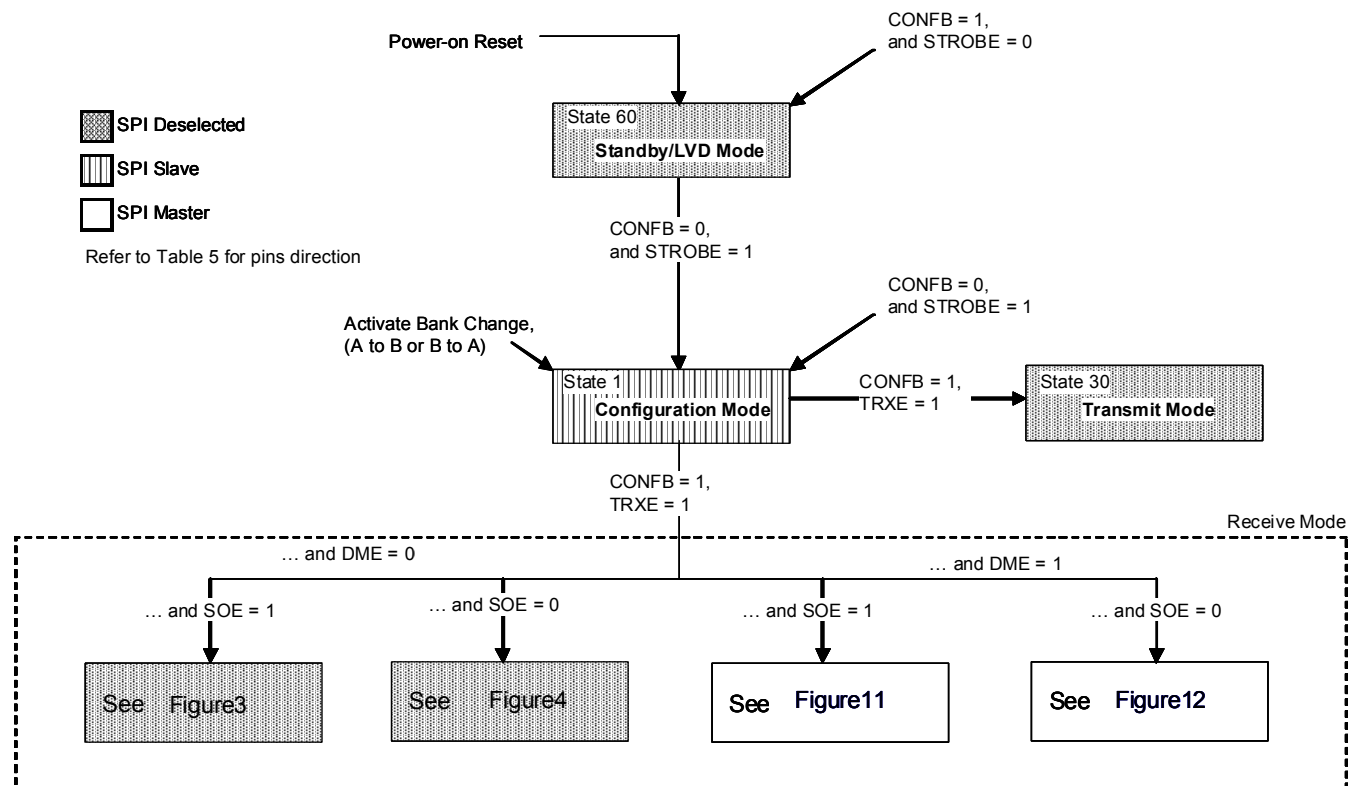 Power-on Reset
CONFB = 1,
and STROBE = 0
SPI Deselected
SPI Slave
SPI Master
Refer to Table 5 for pins direction
State 60
Standby/LVD Mode
CONFB = 0,
and STROBE = 1
CONFB = 0,
and STROBE = 1
Activate Bank Change,
(A to B or B to A)
State 1
Configuration Mode
CONFB = 1,
TRXE = 1
State 30
Transmit Mode
CONFB = 1,
TRXE = 1
Receive Mode
… and DME = 0
… and DME = 1
… and SOE = 1
… and SOE = 0
… and SOE = 1
… and SOE = 0
See Figure3
See Figure4
See Figure11
See Figure12